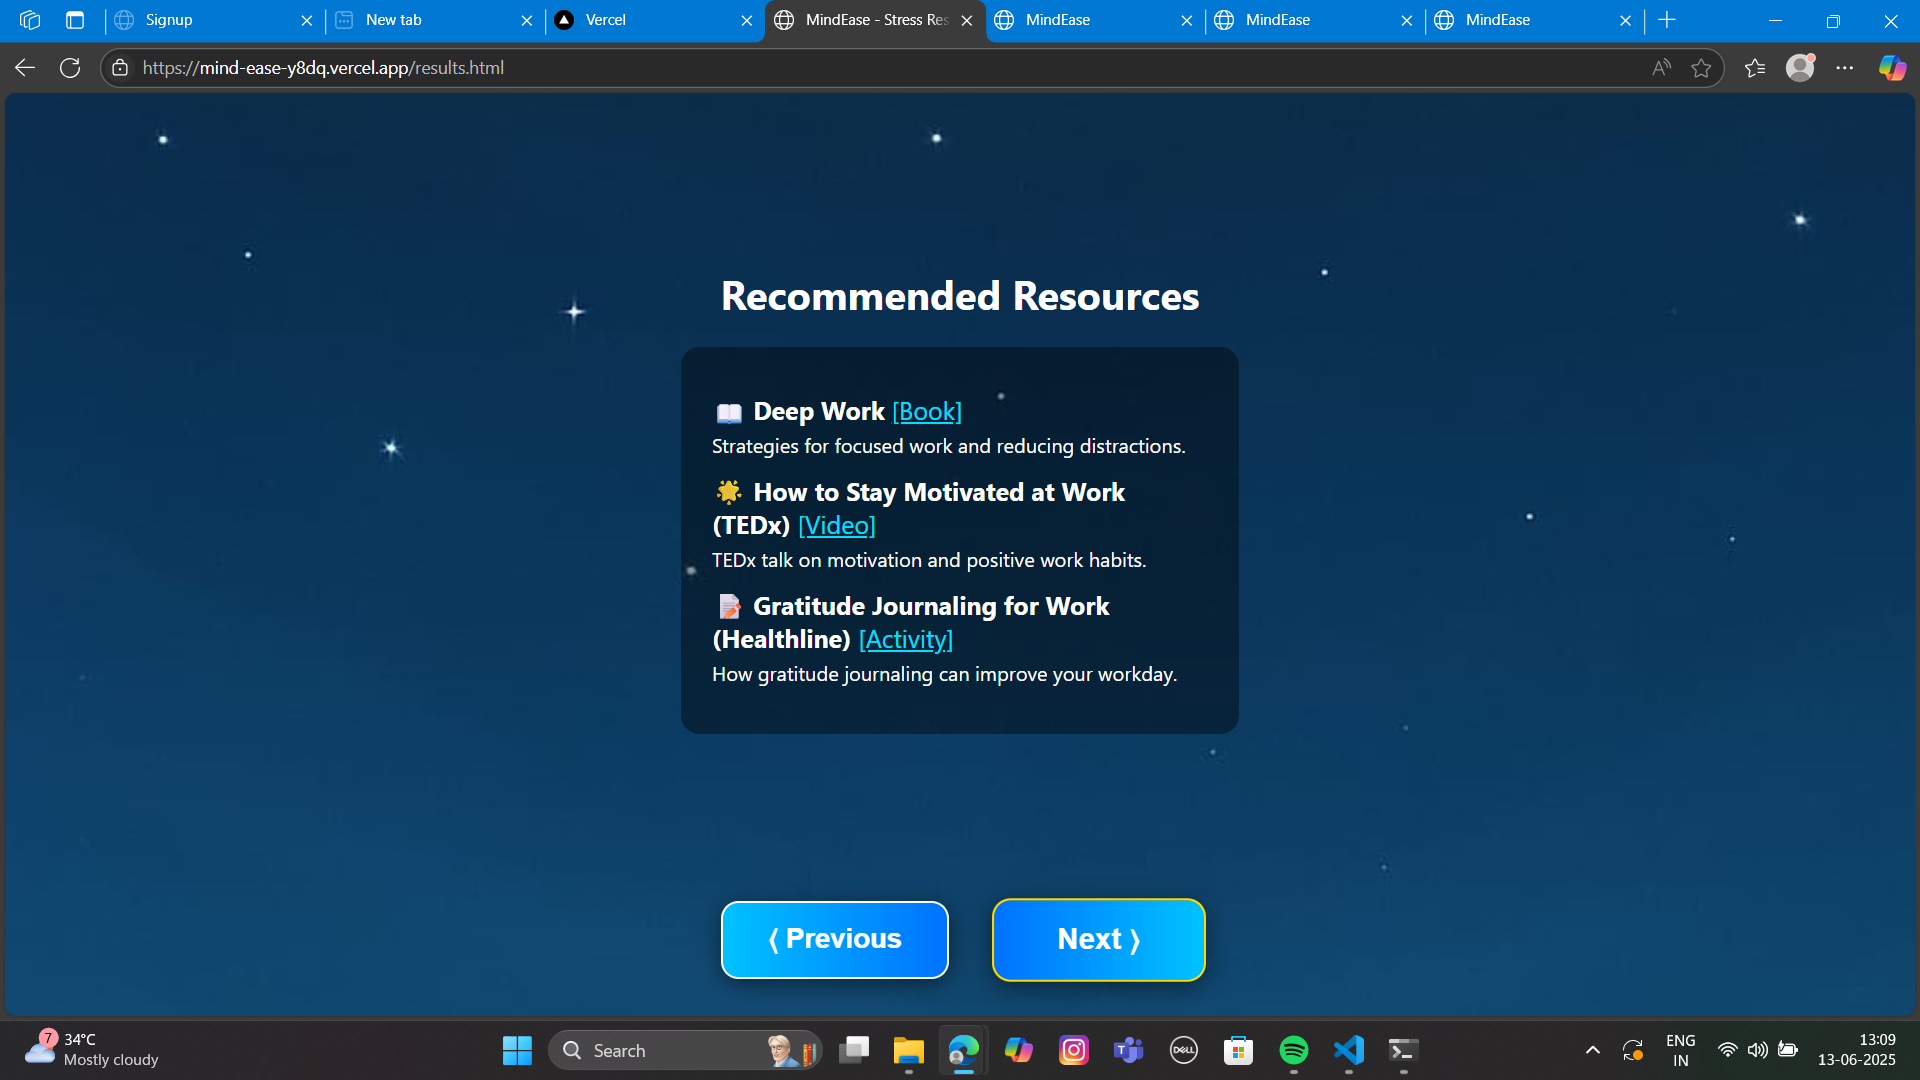 Signup
New tab
Vercel
MindEase - Stress Res
MindEase
MindEase
MindEase
https://mind-ease-y8dq.vercel.app/results.html
Recommended Resources
📖 Deep Work [Book]
Strategies for focused work and reducing distractions.
🌟 How to Stay Motivated at Work
(TEDx) [Video]
TEDx talk on motivation and positive work habits.
📝 Gratitude Journaling for Work
(Healthline) [Activity]
How gratitude journaling can improve your workday.
⟨ Previous
Next ⟩
7
34°C
Mostly cloudy
Search
DELL
ENG
IN
13:09
13-06-2025